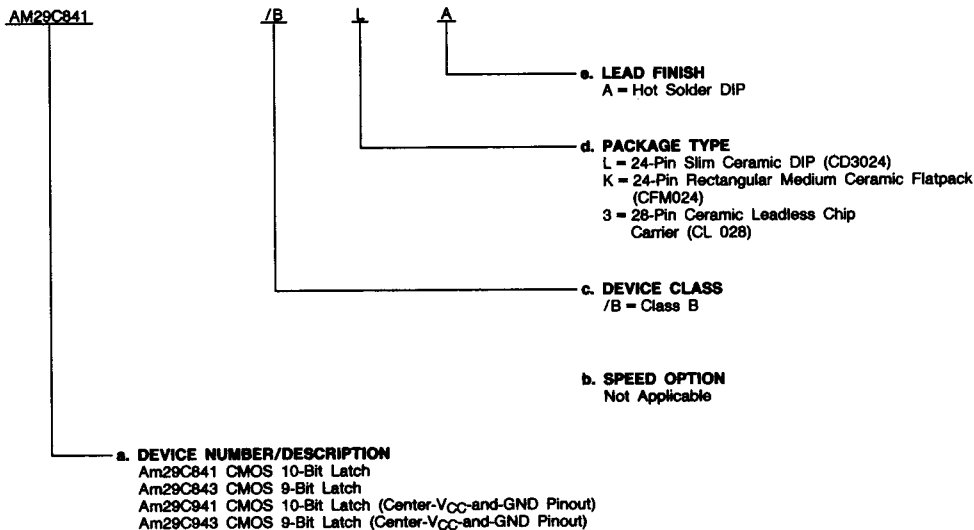 AM29C841 /B L A
e. LEAD FINISH
A = Hot Solder DIP
d. PACKAGE TYPE
L = 24-Pin Slim Ceramic DIP (CD3024)
K = 24-Pin Rectangular Medium Ceramic Flatpack
(CFM024)
3 = 28-Pin Ceramic Leadless Chip
Carrier (CL 028)
c. DEVICE CLASS
/B = Class B
b. SPEED OPTION
Not Applicable
a. DEVICE NUMBER/DESCRIPTION
Am29C841 CMOS 10-Bit Latch
Am29C843 CMOS 9-Bit Latch
Am29C941 CMOS 10-Bit Latch (Center-VCC-and-GND Pinout)
Am29C943 CMOS 9-Bit Latch (Center-VCC-and-GND Pinout)